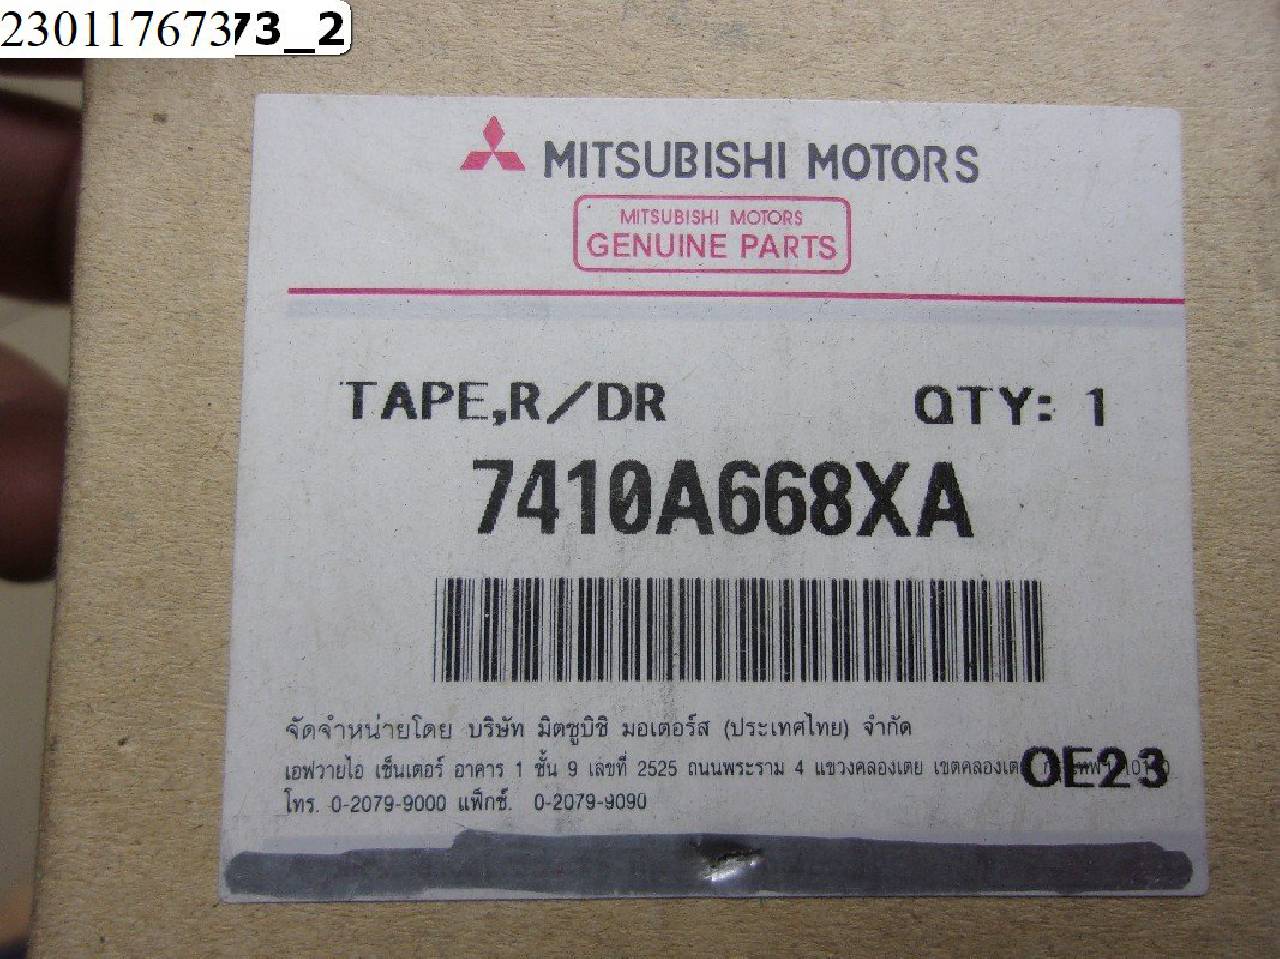 230117673
73_2
MITSUBISHI MOTORS
MITSUBISHI MOTORS
GENUINE PARTS
TAPE,R/DR QTY: 1
7410A668XA
จัดจำหน่ายโดย บริษัท มิตซูบิชิ มอเตอร์ส (ประเทศไทย) จำกัด
เอฟวายไอ เซ็นเตอร์ อาคาร 1 ชั้น 9 เลขที่ 2525 ถนนพระราม 4 แขวงคลองเตย เขตคลองเตย
OE23
โทร. 0-2079-9000 แฟ็กซ์. 0-2079-9090